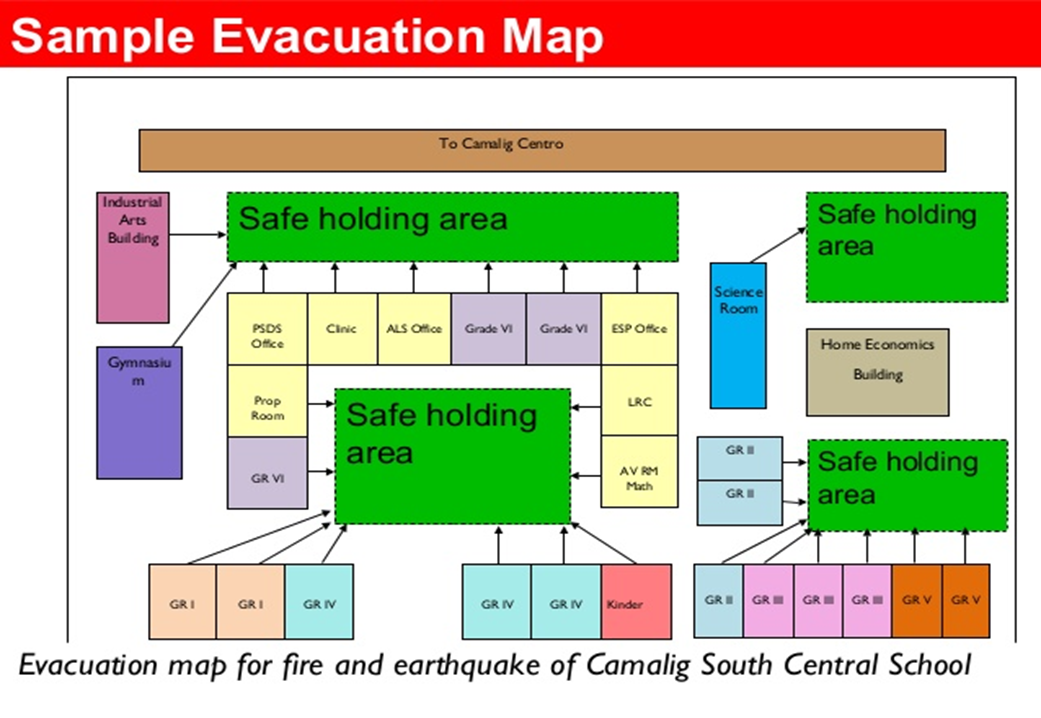 Sample Evacuation Map
To Camalig Centro
Industrial
Arts
Building
Safe holding area
Safe holding
area
Science
Room
PSDS
Office
Clinic
ALS Office
Grade VI
Grade VI
ESP Office
Home Economics
Building
Gymnasiu
m
Prop
Room
Safe holding
area
LRC
GR VI
AV RM
Math
GR II
GR II
Safe holding
area
GR I
GR I
GR IV
GR IV
GR IV
Kinder
GR II
GR III
GR III
GR III
GR V
GR V
Evacuation map for fire and earthquake of Camalig South Central School